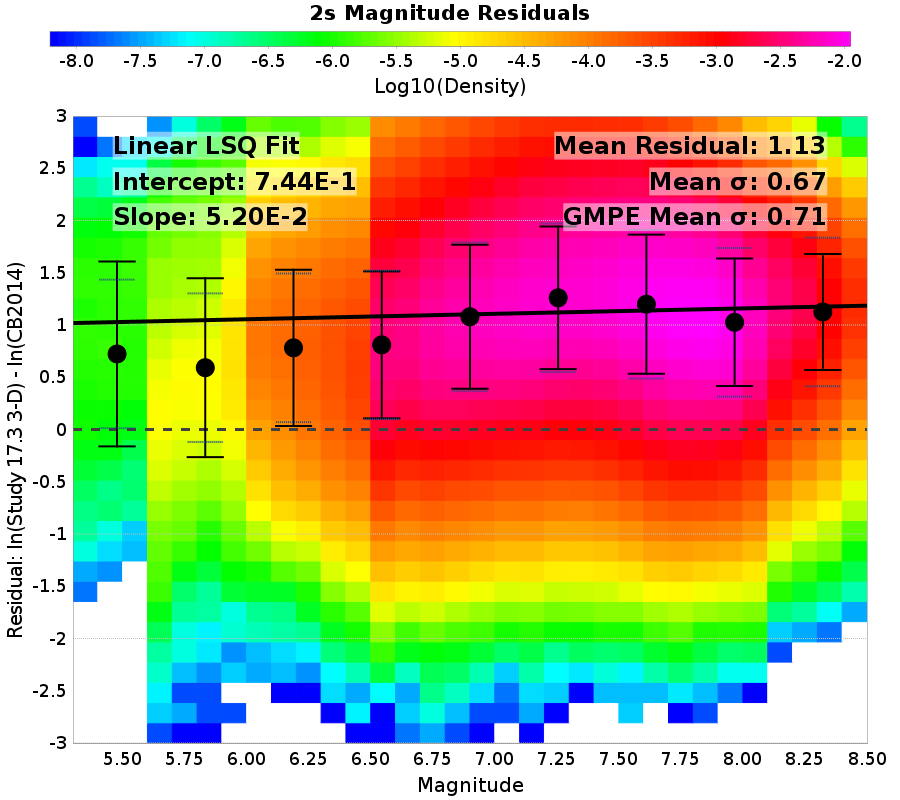 2s Magnitude Residuals
-8.0 -7.5 -7.0 -6.5 -6.0 -5.5 -5.0 -4.5 -4.0 -3.5 -3.0 -2.5 -2.0
Log10(Density)
Linear LSQ Fit
Intercept: 7.44E-1
Slope: 5.20E-2
Mean Residual: 1.13
Mean σ: 0.67
GMPE Mean σ: 0.71
Residual: ln(Study 17.3 3-D) - ln(CB2014)
3
2.5
2
1.5
1
0.5
0
-0.5
-1
-1.5
-2
-2.5
-3
5.50 5.75 6.00 6.25 6.50 6.75 7.00 7.25 7.50 7.75 8.00 8.25 8.50
Magnitude